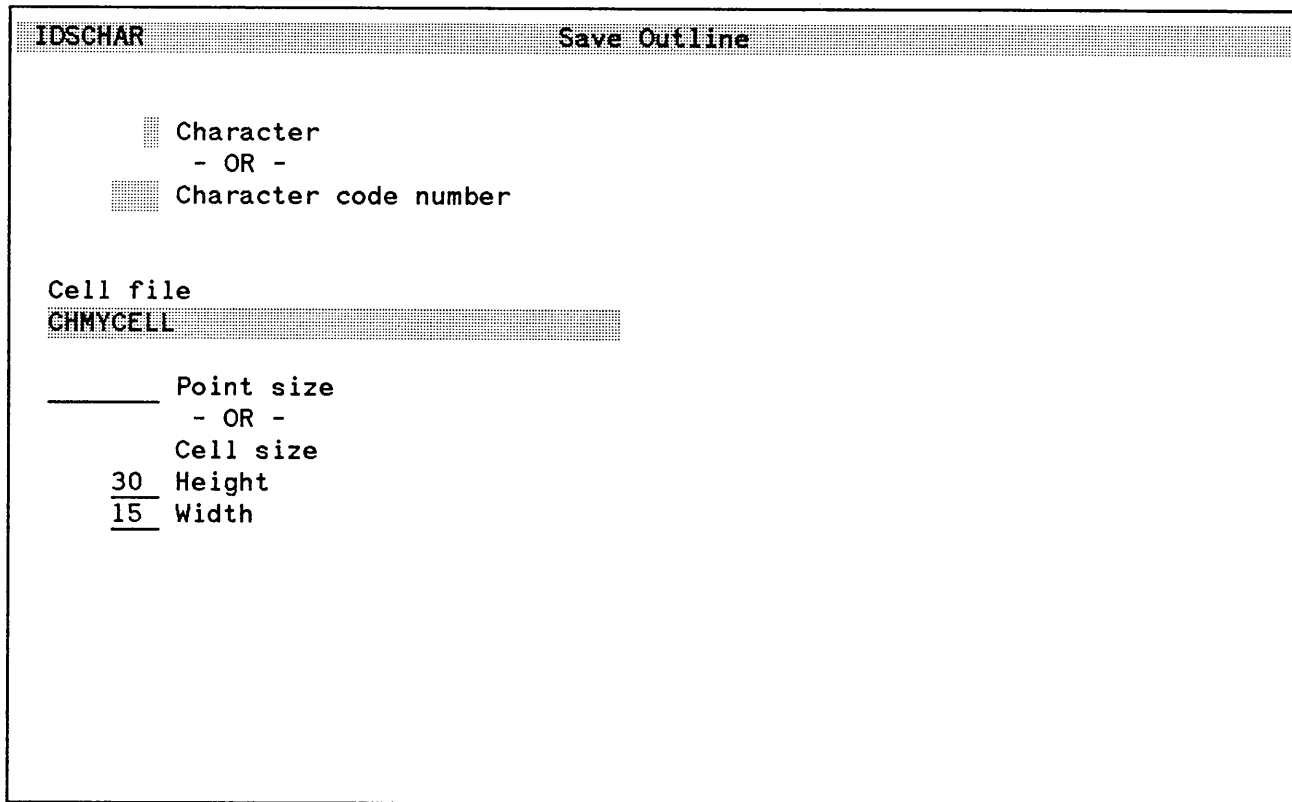 IDSCHAR Save Outline
Character
- OR -
Character code number
Cell file
CHMYCELL
Point size
- OR -
Cell size
30 Height
15 Width